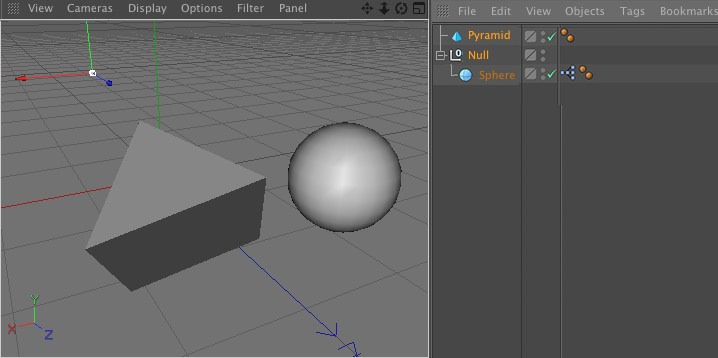 View Cameras Display Options Filter Panel
File Edit View Objects Tags Bookmarks
Pyramid
Null
Sphere
Y
X Z